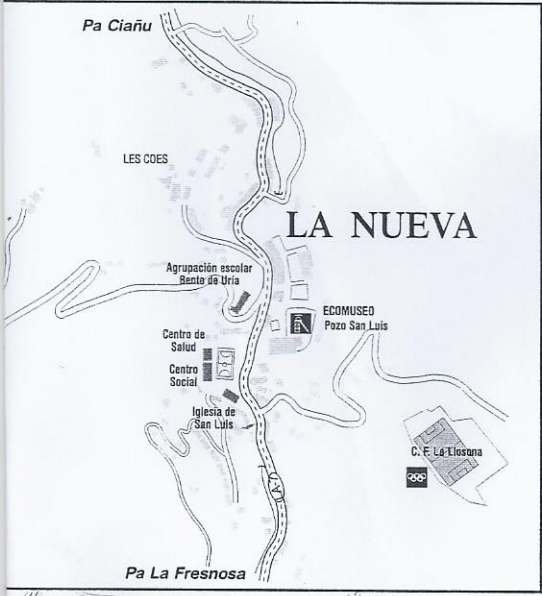 Pa Ciañu
LES COES
LA NUEVA
Agrupación escolar
Bento de Uría
ECOMUSEO
Pozo San Luis
Centro de
Salud
Centro
Social
Iglesia de
San Luis
C. F. La Llosona
Pa La Fresnosa